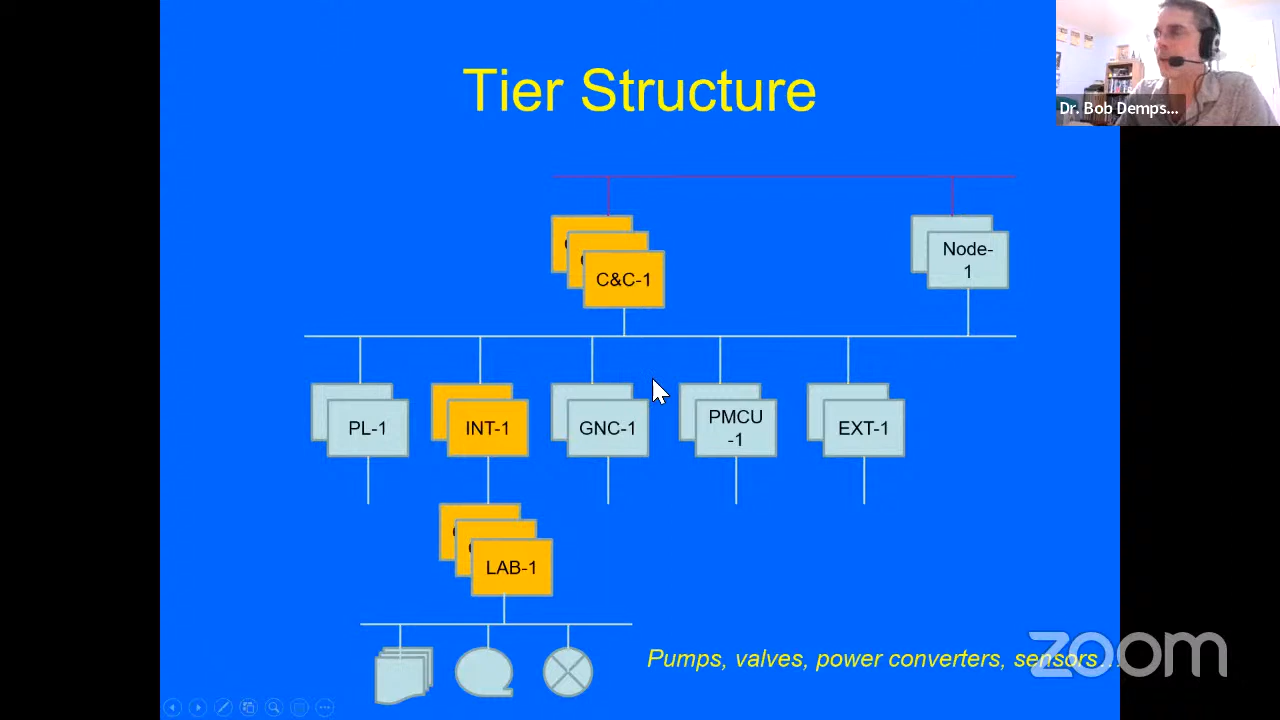 Tier Structure
Dr. Bob Demps...
C&C-1
Node-
1
PL-1
INT-1
GNC-1
PMCU
-1
EXT-1
LAB-1
Pumps, valves, power converters, sensors...
zoom